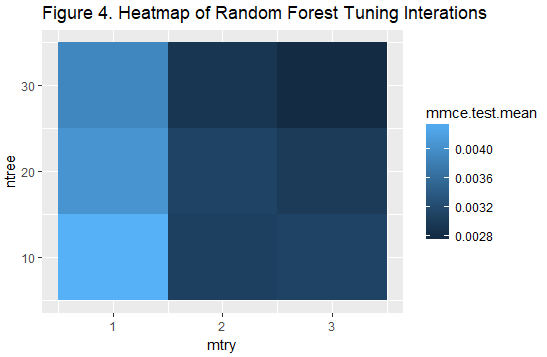 Figure 4. Heatmap of Random Forest Tuning Interations
ntree
30
20
10
1 2 3
mtry
mmce.test.mean
0.0040
0.0036
0.0032
0.0028